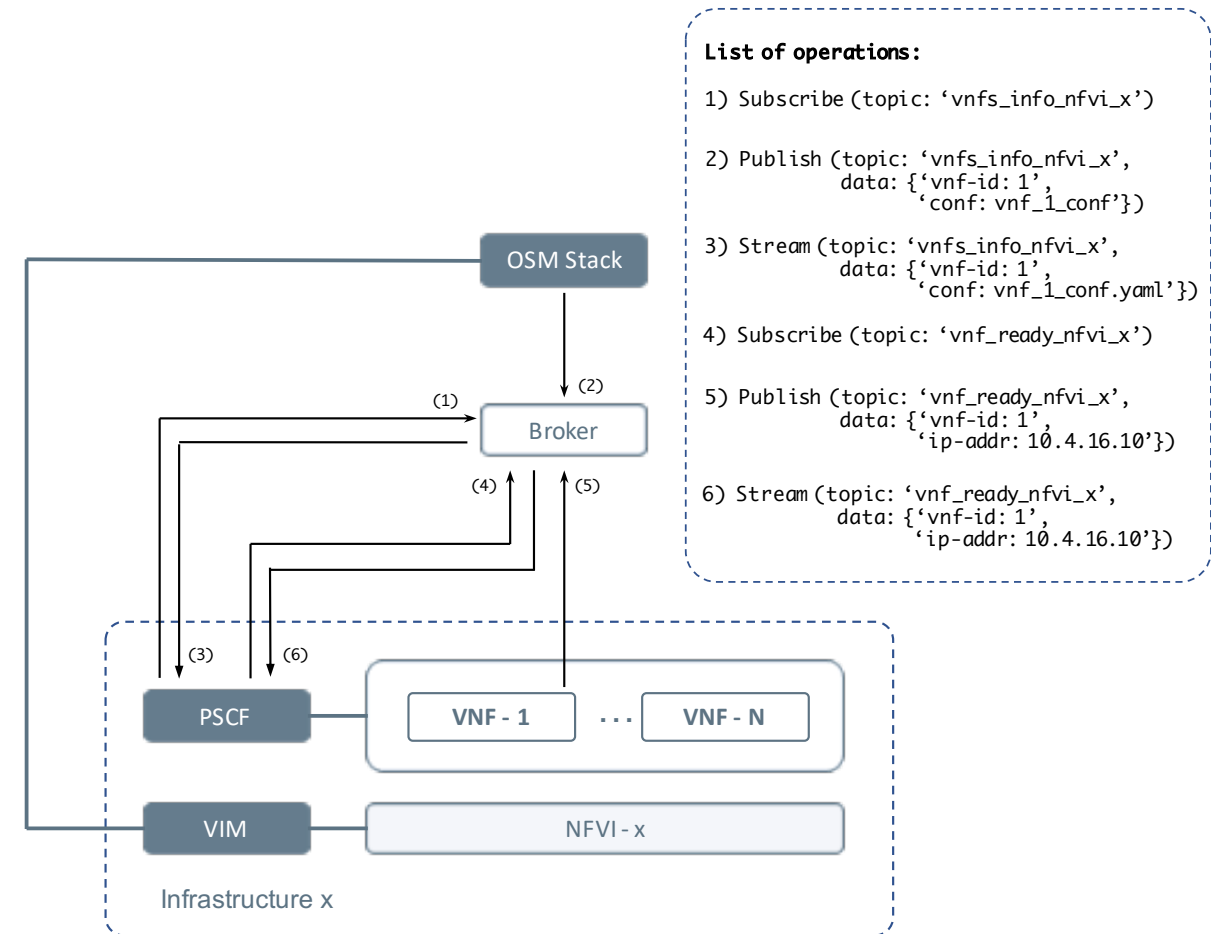 List of operations:
1) Subscribe (topic: ‘vnfs_info_nfvi_x’)
2) Publish (topic: ‘vnfs_info_nfvi_x’,
data: {‘vnf-id: 1’,
‘conf: vnf_1_conf’})
3) Stream (topic: ‘vnfs_info_nfvi_x’,
data: {‘vnf-id: 1’,
‘conf: vnf_1_conf.yaml’})
4) Subscribe (topic: ‘vnf_ready_nfvi_x’)
5) Publish (topic: ‘vnf_ready_nfvi_x’,
data: {‘vnf-id: 1’,
‘ip-addr: 10.4.16.10’})
6) Stream (topic: ‘vnf_ready_nfvi_x’,
data: {‘vnf-id: 1’,
‘ip-addr: 10.4.16.10’})
OSM Stack
(2)
(1)
Broker
(4)
(5)
(3)
(6)
PSCF
VNF - 1
...
VNF - N
VIM
NFVI - x
Infrastructure x